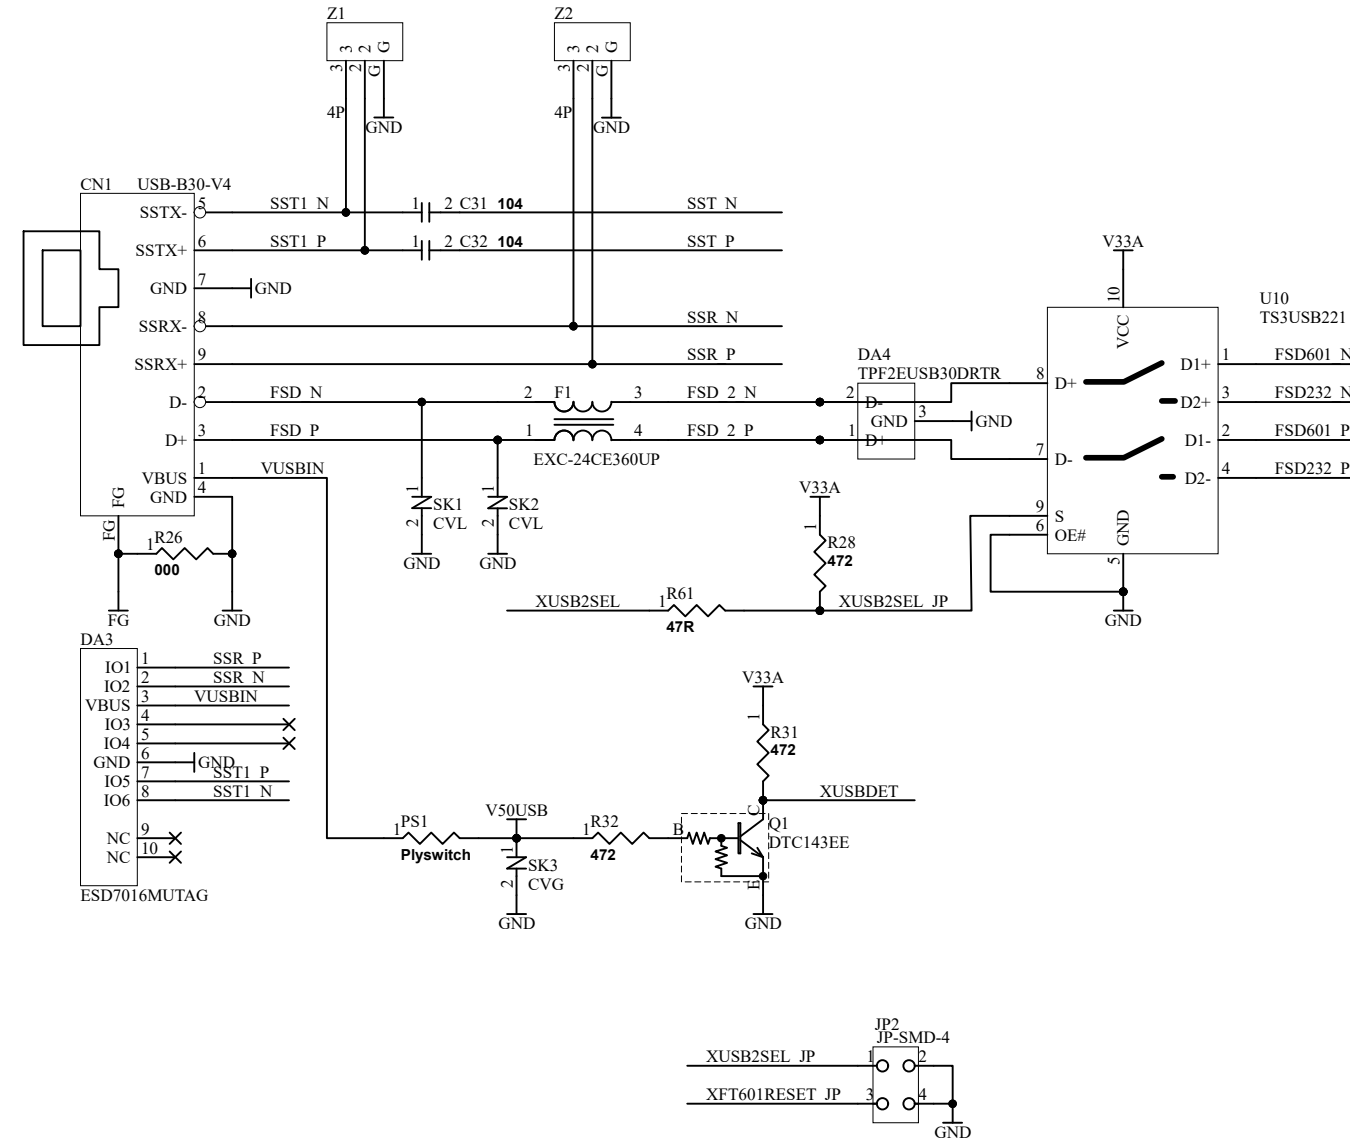 Z1
3 2 G
3 2 G
4P
GND
Z2
3 2 G
3 2 G
4P
GND
CN1 USB-B30-V4
SSTX- 5 SST1_N 1 2 C31 104 SST_N
SSTX+ 6 SST1_P 1 2 C32 104 SST_P
GND 7 GND
SSRX- 8 SSR_N
SSRX+ 9 SSR_P
D- 2 FSD_N 2 F1 3 FSD_2_N
D+ 3 FSD_P 1 4 FSD_2_P
EXC-24CE360UP
VBUS 1 VUSBIN
GND 4
FG
FG
1 R26
000
FG
GND
1 SK1
2 CVL
GND
1 SK2
2 CVL
GND
DA4
TPF2EUSB30DRTR
2 D-
GND 3 GND
1 D+
V33A
10
VCC
U10
TS3USB221
8 D+
D1+ 1 FSD601_N
D2+ 3 FSD232_N
7 D-
D1- 2 FSD601_P
D2- 4 FSD232_P
9 S
6 OE#
GND
5
GND
V33A
1
R28
472
XUSB2SEL 1 R61 XUSB2SEL_JP
47R
DA3
IO1 1 SSR_P
IO2 2 SSR_N
VBUS 3 VUSBIN
IO3 4
IO4 5
GND 6 GND
IO5 7 SST1_P
IO6 8 SST1_N
NC 9
NC 10
ESD7016MUTAG
V33A
1
R31
472
XUSBDET
1 PS1
Plyswitch
V50USB
1 SK3
2 CVG
GND
1 R32
472
B
C
E
Q1
DTC143EE
GND
JP2
JP-SMD-4
XUSB2SEL_JP 1 2
XFT601RESET_JP 3 4
GND